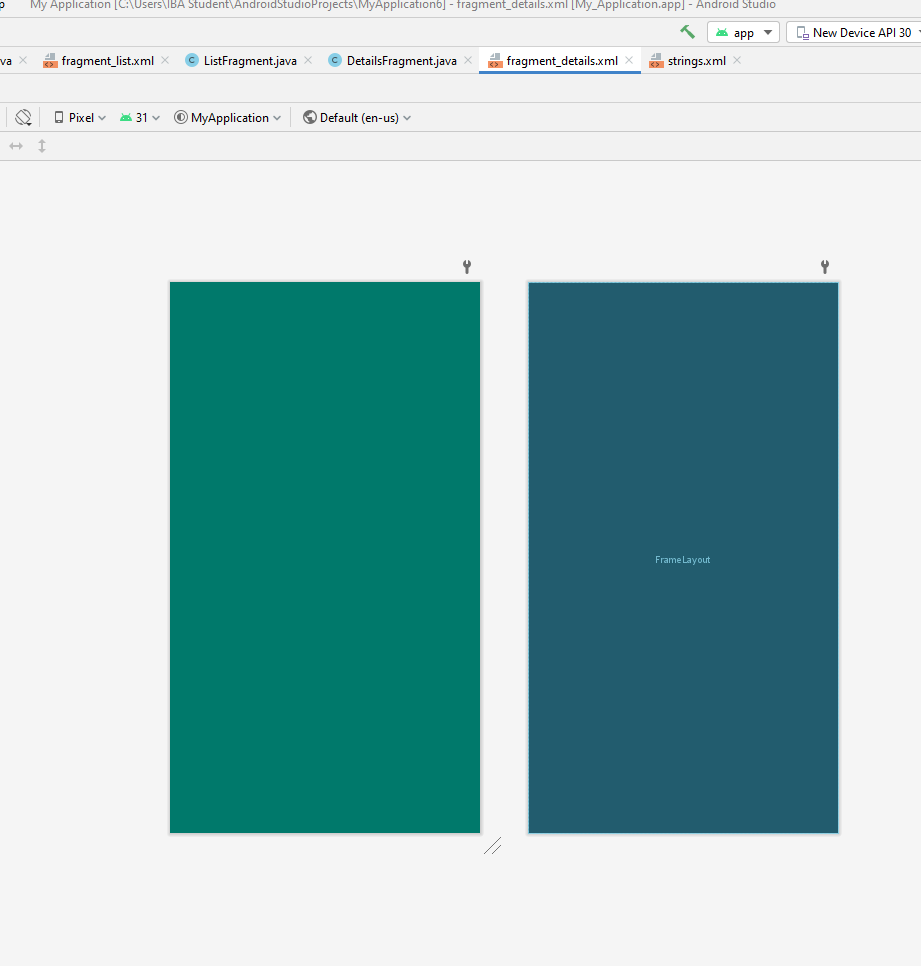 p My Application [C:\Users\IBA Student\AndroidStudioProjects\MyApplication6] - fragment_details.xml [My_Application.app] - Android Studio
app New Device API 30
va fragment_list.xml ListFragment.java DetailsFragment.java fragment_details.xml strings.xml
Pixel 31 MyApplication Default (en-us)
FrameLayout